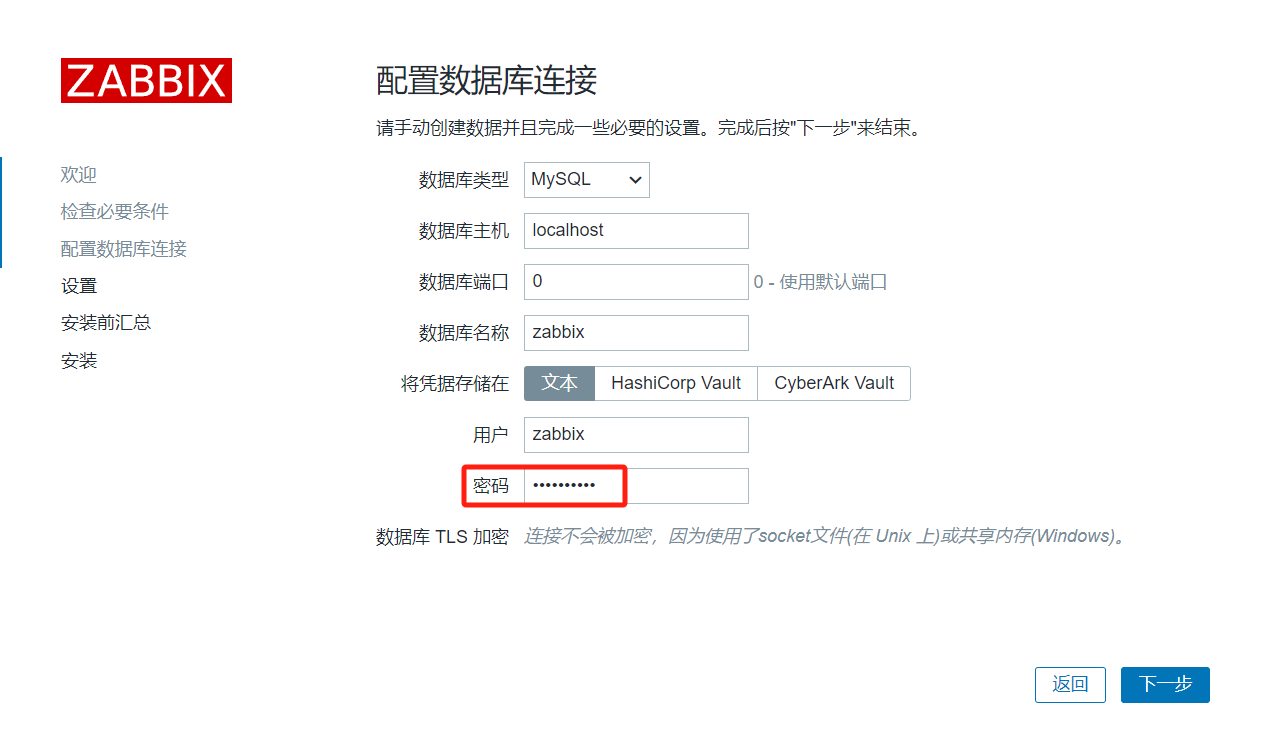 ZABBIX
欢迎
检查必要条件
配置数据库连接
设置
安装前汇总
安装
配置数据库连接
请手动创建数据并且完成一些必要的设置。完成后按"下一步"来结束。
数据库类型 MySQL
数据库主机 localhost
数据库端口 0 0 - 使用默认端口
数据库名称 zabbix
将凭据存储在 文本 HashiCorp Vault CyberArk Vault
用户 zabbix
密码 ••••••••••
数据库 TLS 加密 连接不会被加密，因为使用了socket文件(在 Unix 上)或共享内存(Windows)。
返回 下一步